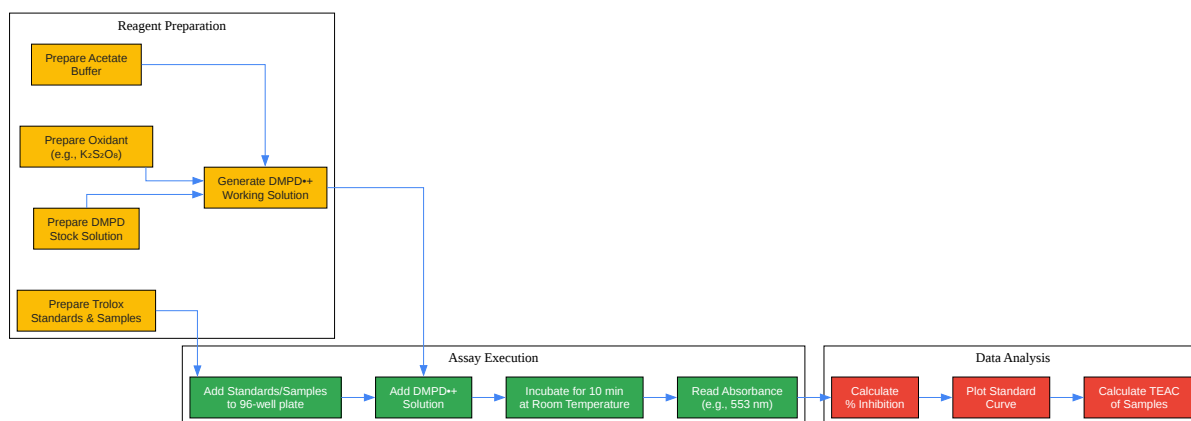 Reagent Preparation
Prepare Acetate
Buffer
Prepare Oxidant
(e.g., K₂S₂O₈)
Generate DMPD•+
Working Solution
Prepare DMPD
Stock Solution
Prepare Trolox
Standards & Samples
Assay Execution
Add Standards/Samples
to 96-well plate
Add DMPD•+
Solution
Incubate for 10 min
at Room Temperature
Read Absorbance
(e.g., 553 nm)
Data Analysis
Calculate
% Inhibition
Plot Standard
Curve
Calculate TEAC
of Samples